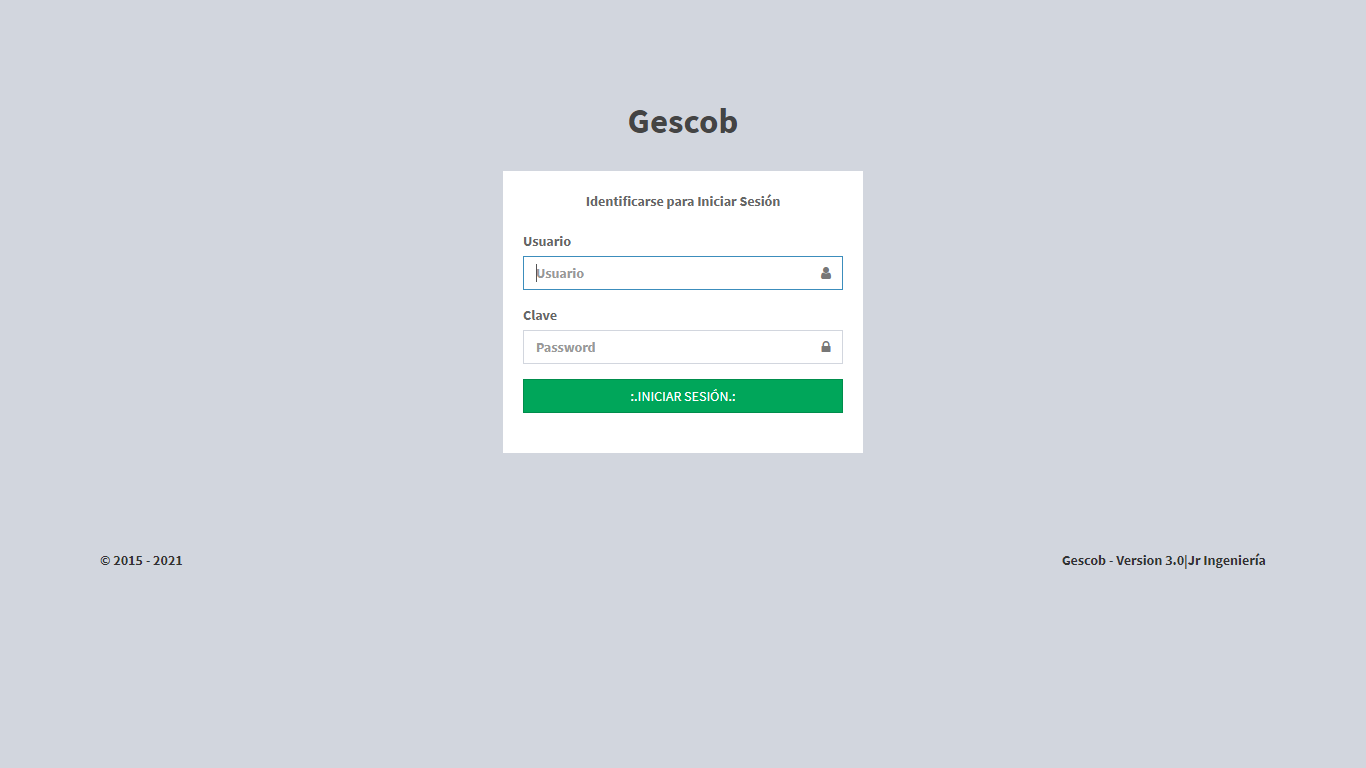 Gescob
Identificarse para Iniciar Sesión
Usuario
Usuario
Clave
Password
:.INICIAR SESIÓN.:
© 2015 - 2021
Gescob - Version 3.0|Jr Ingeniería